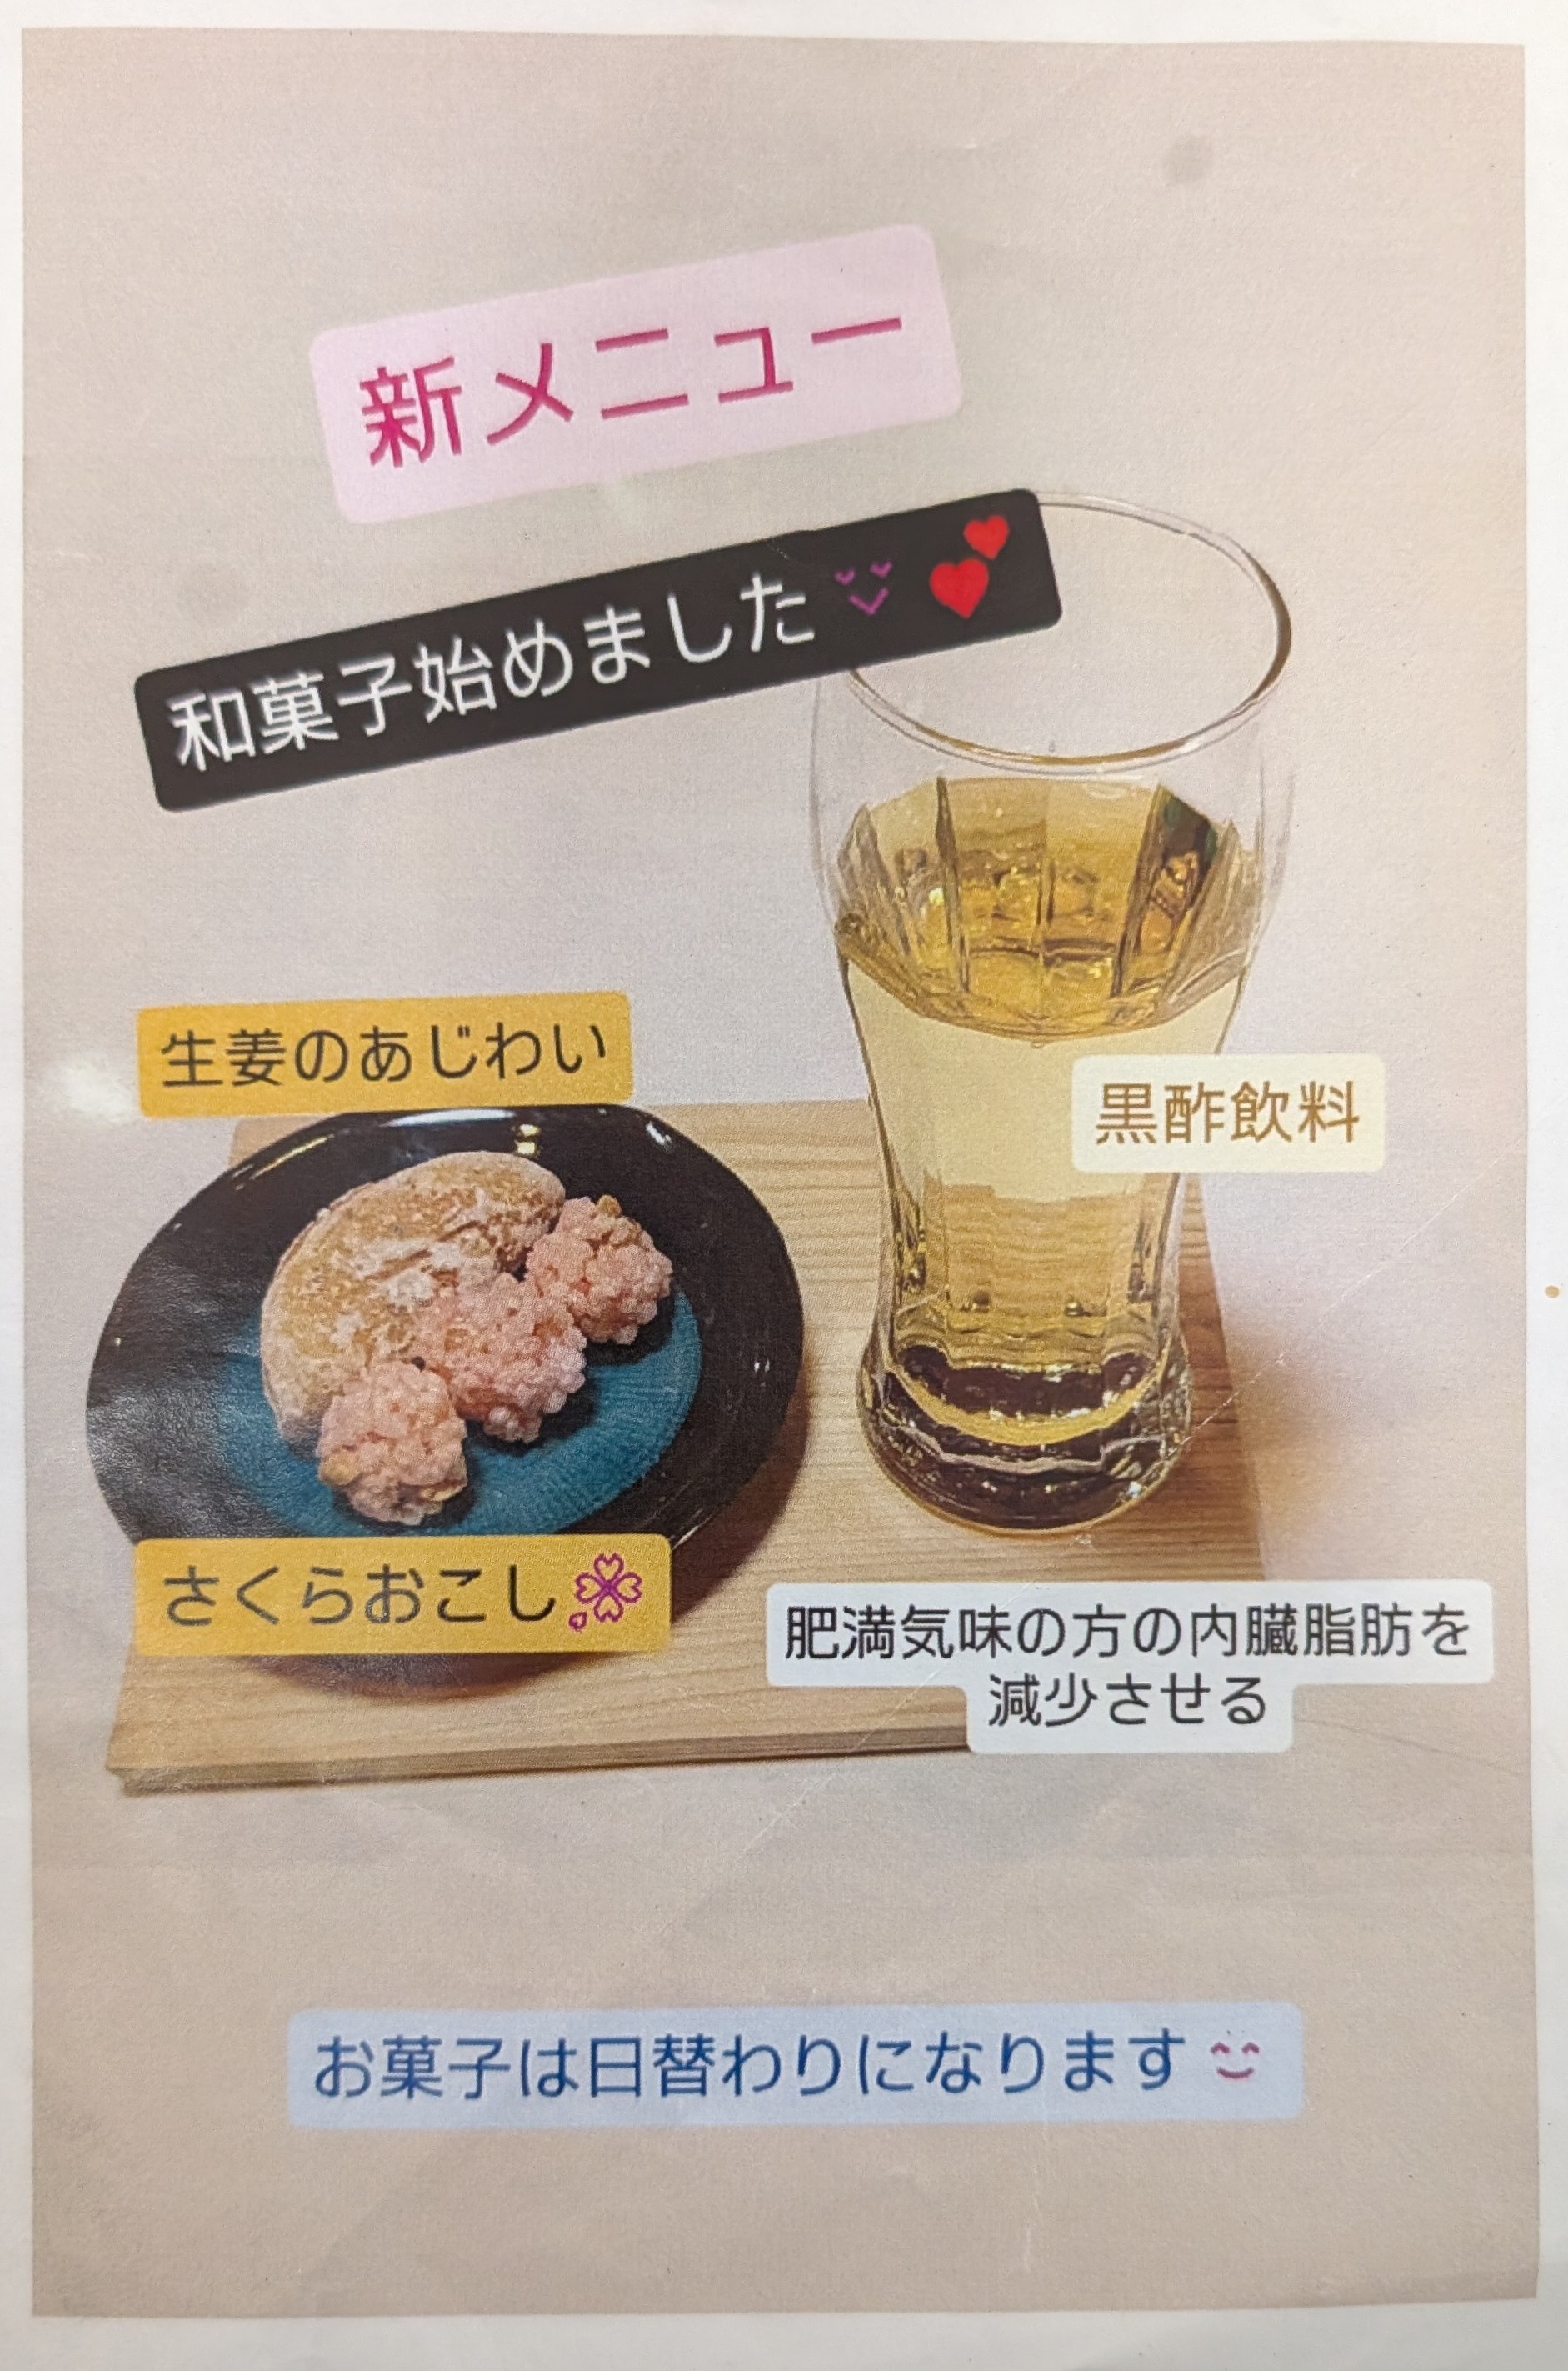 新メニュー
和菓子始めました
生姜のあじわい
黒酢飲料
さくらおこし
肥満気味の方の内臓脂肪を
減少させる
お菓子は日替わりになります